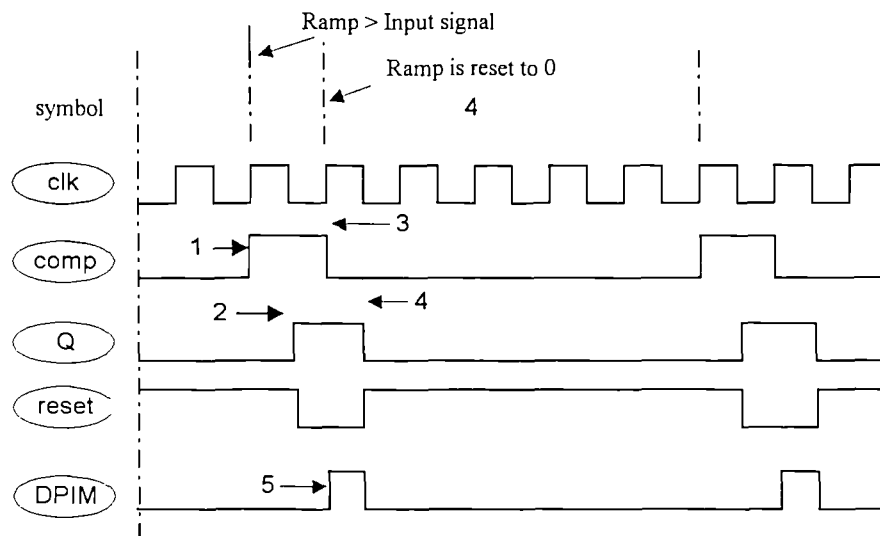 Ramp > Input signal
Ramp is reset to 0
symbol
4
clk
3
1
comp
4
2
Q
reset
5
DPIM